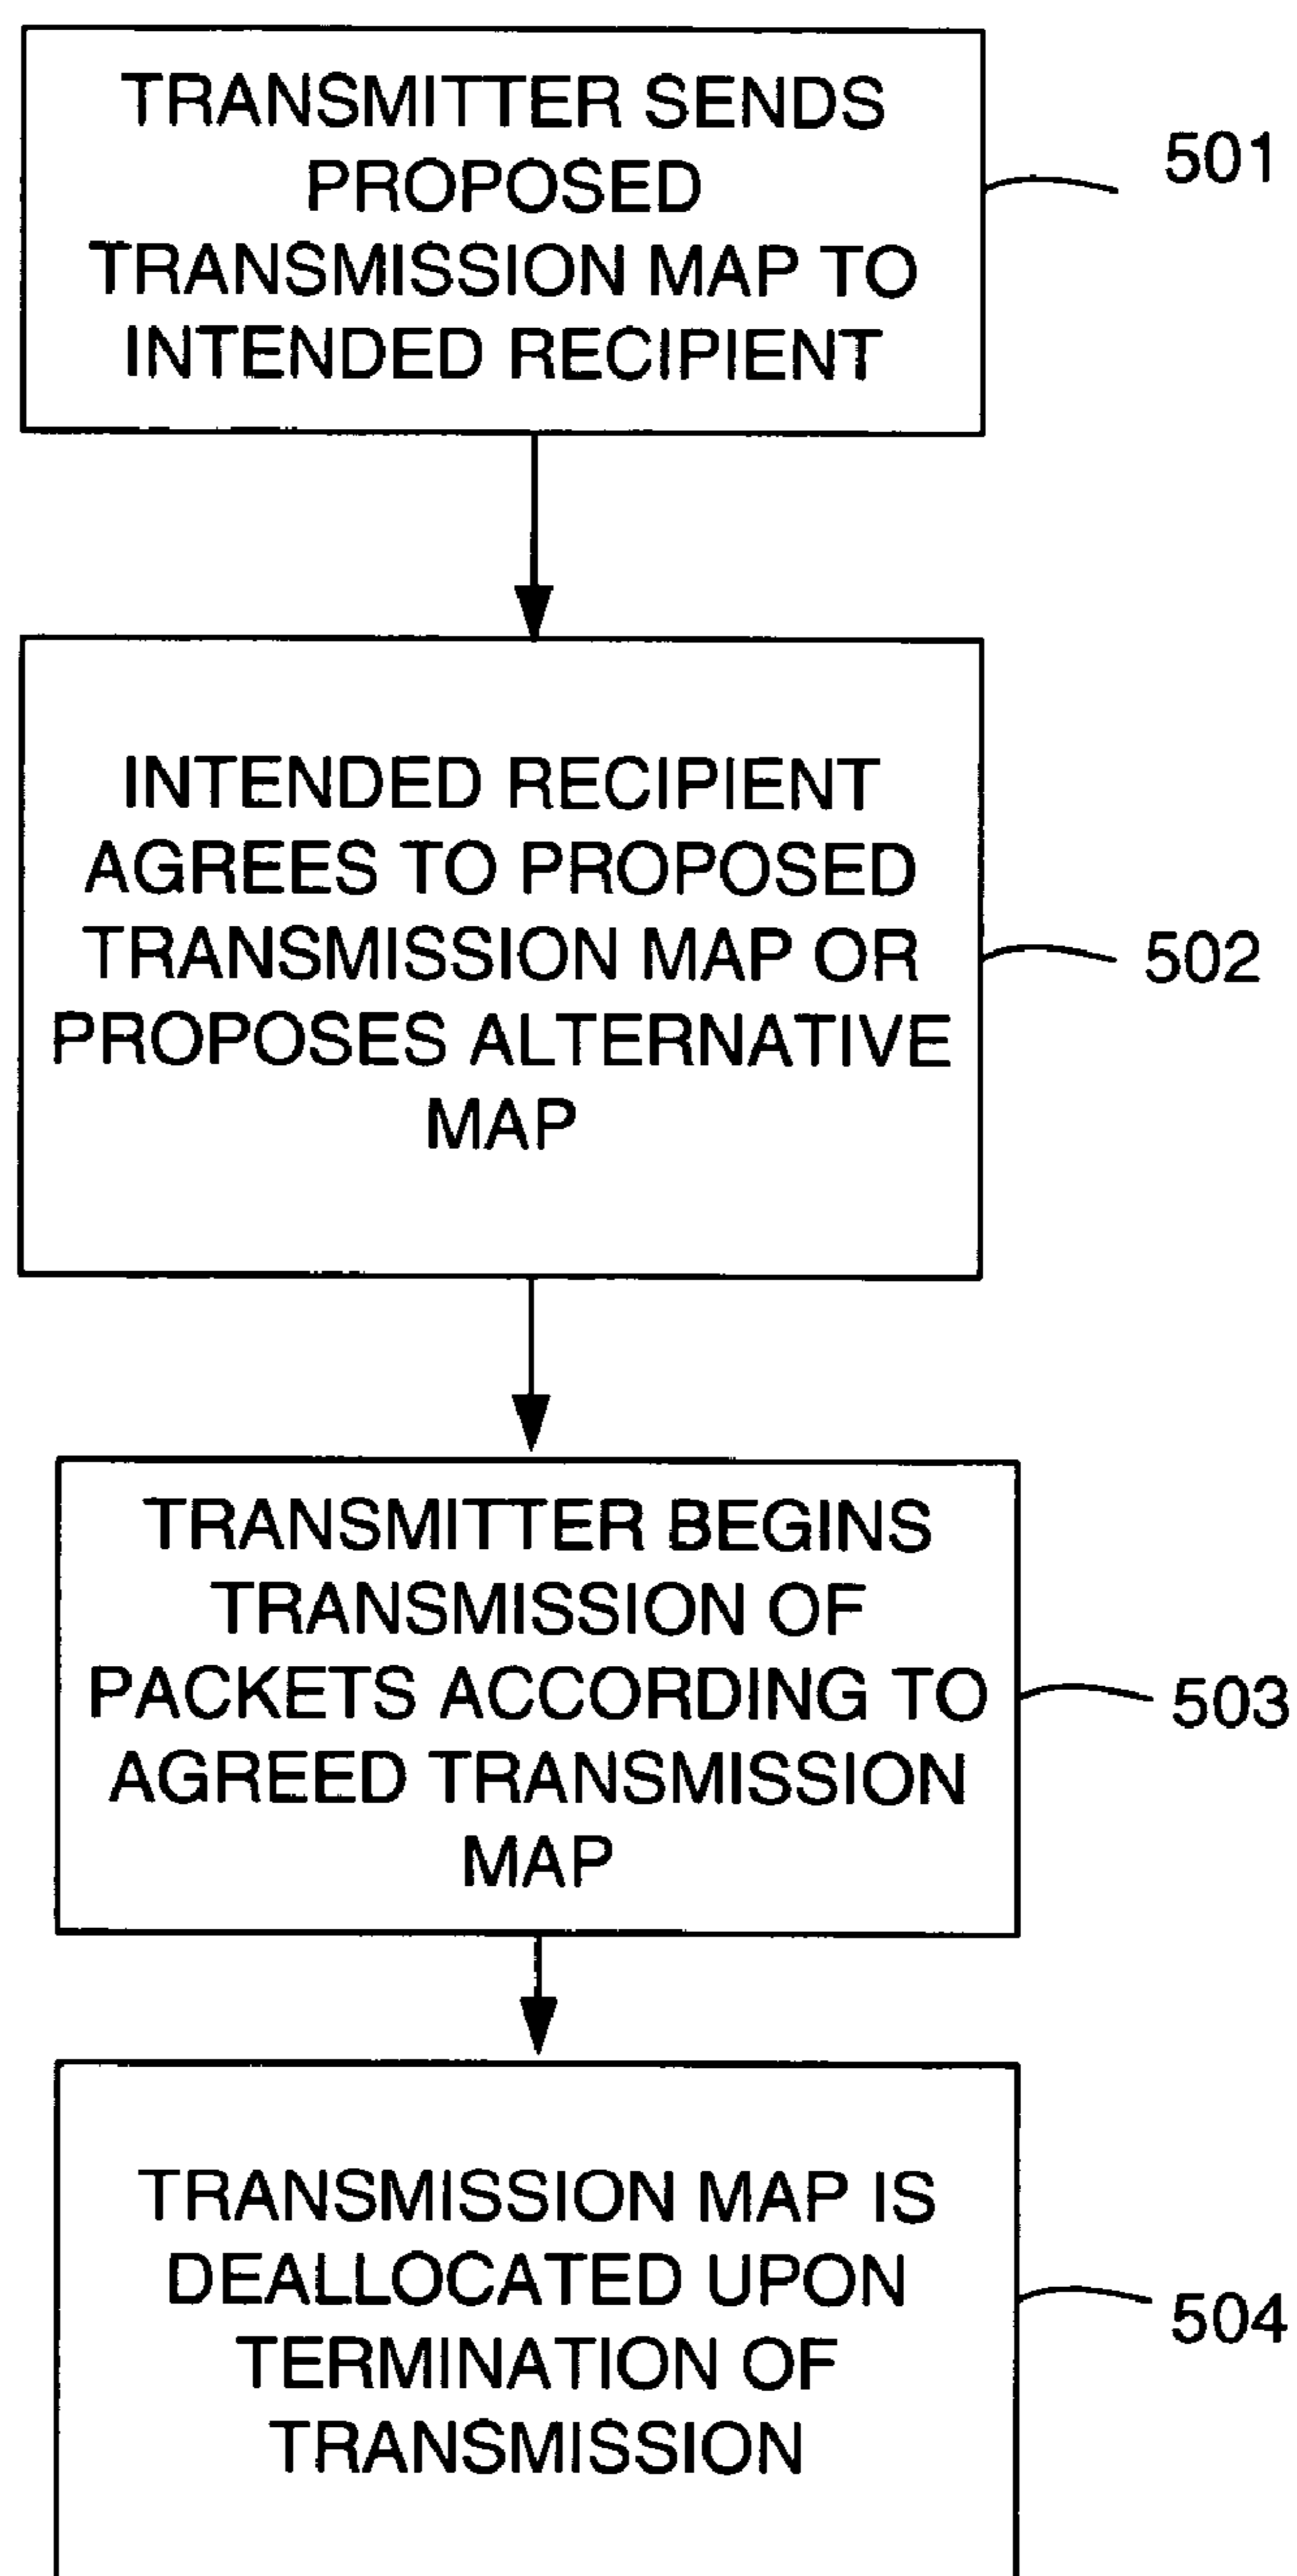 TRANSMITTER SENDS
PROPOSED
TRANSMISSION MAP TO
INTENDED RECIPIENT
501
INTENDED RECIPIENT
AGREES TO PROPOSED
TRANSMISSION MAP OR
PROPOSES ALTERNATIVE
MAP
502
TRANSMITTER BEGINS
TRANSMISSION OF
PACKETS ACCORDING TO
AGREED TRANSMISSION
MAP
503
TRANSMISSION MAP IS
DEALLOCATED UPON
TERMINATION OF
TRANSMISSION
504